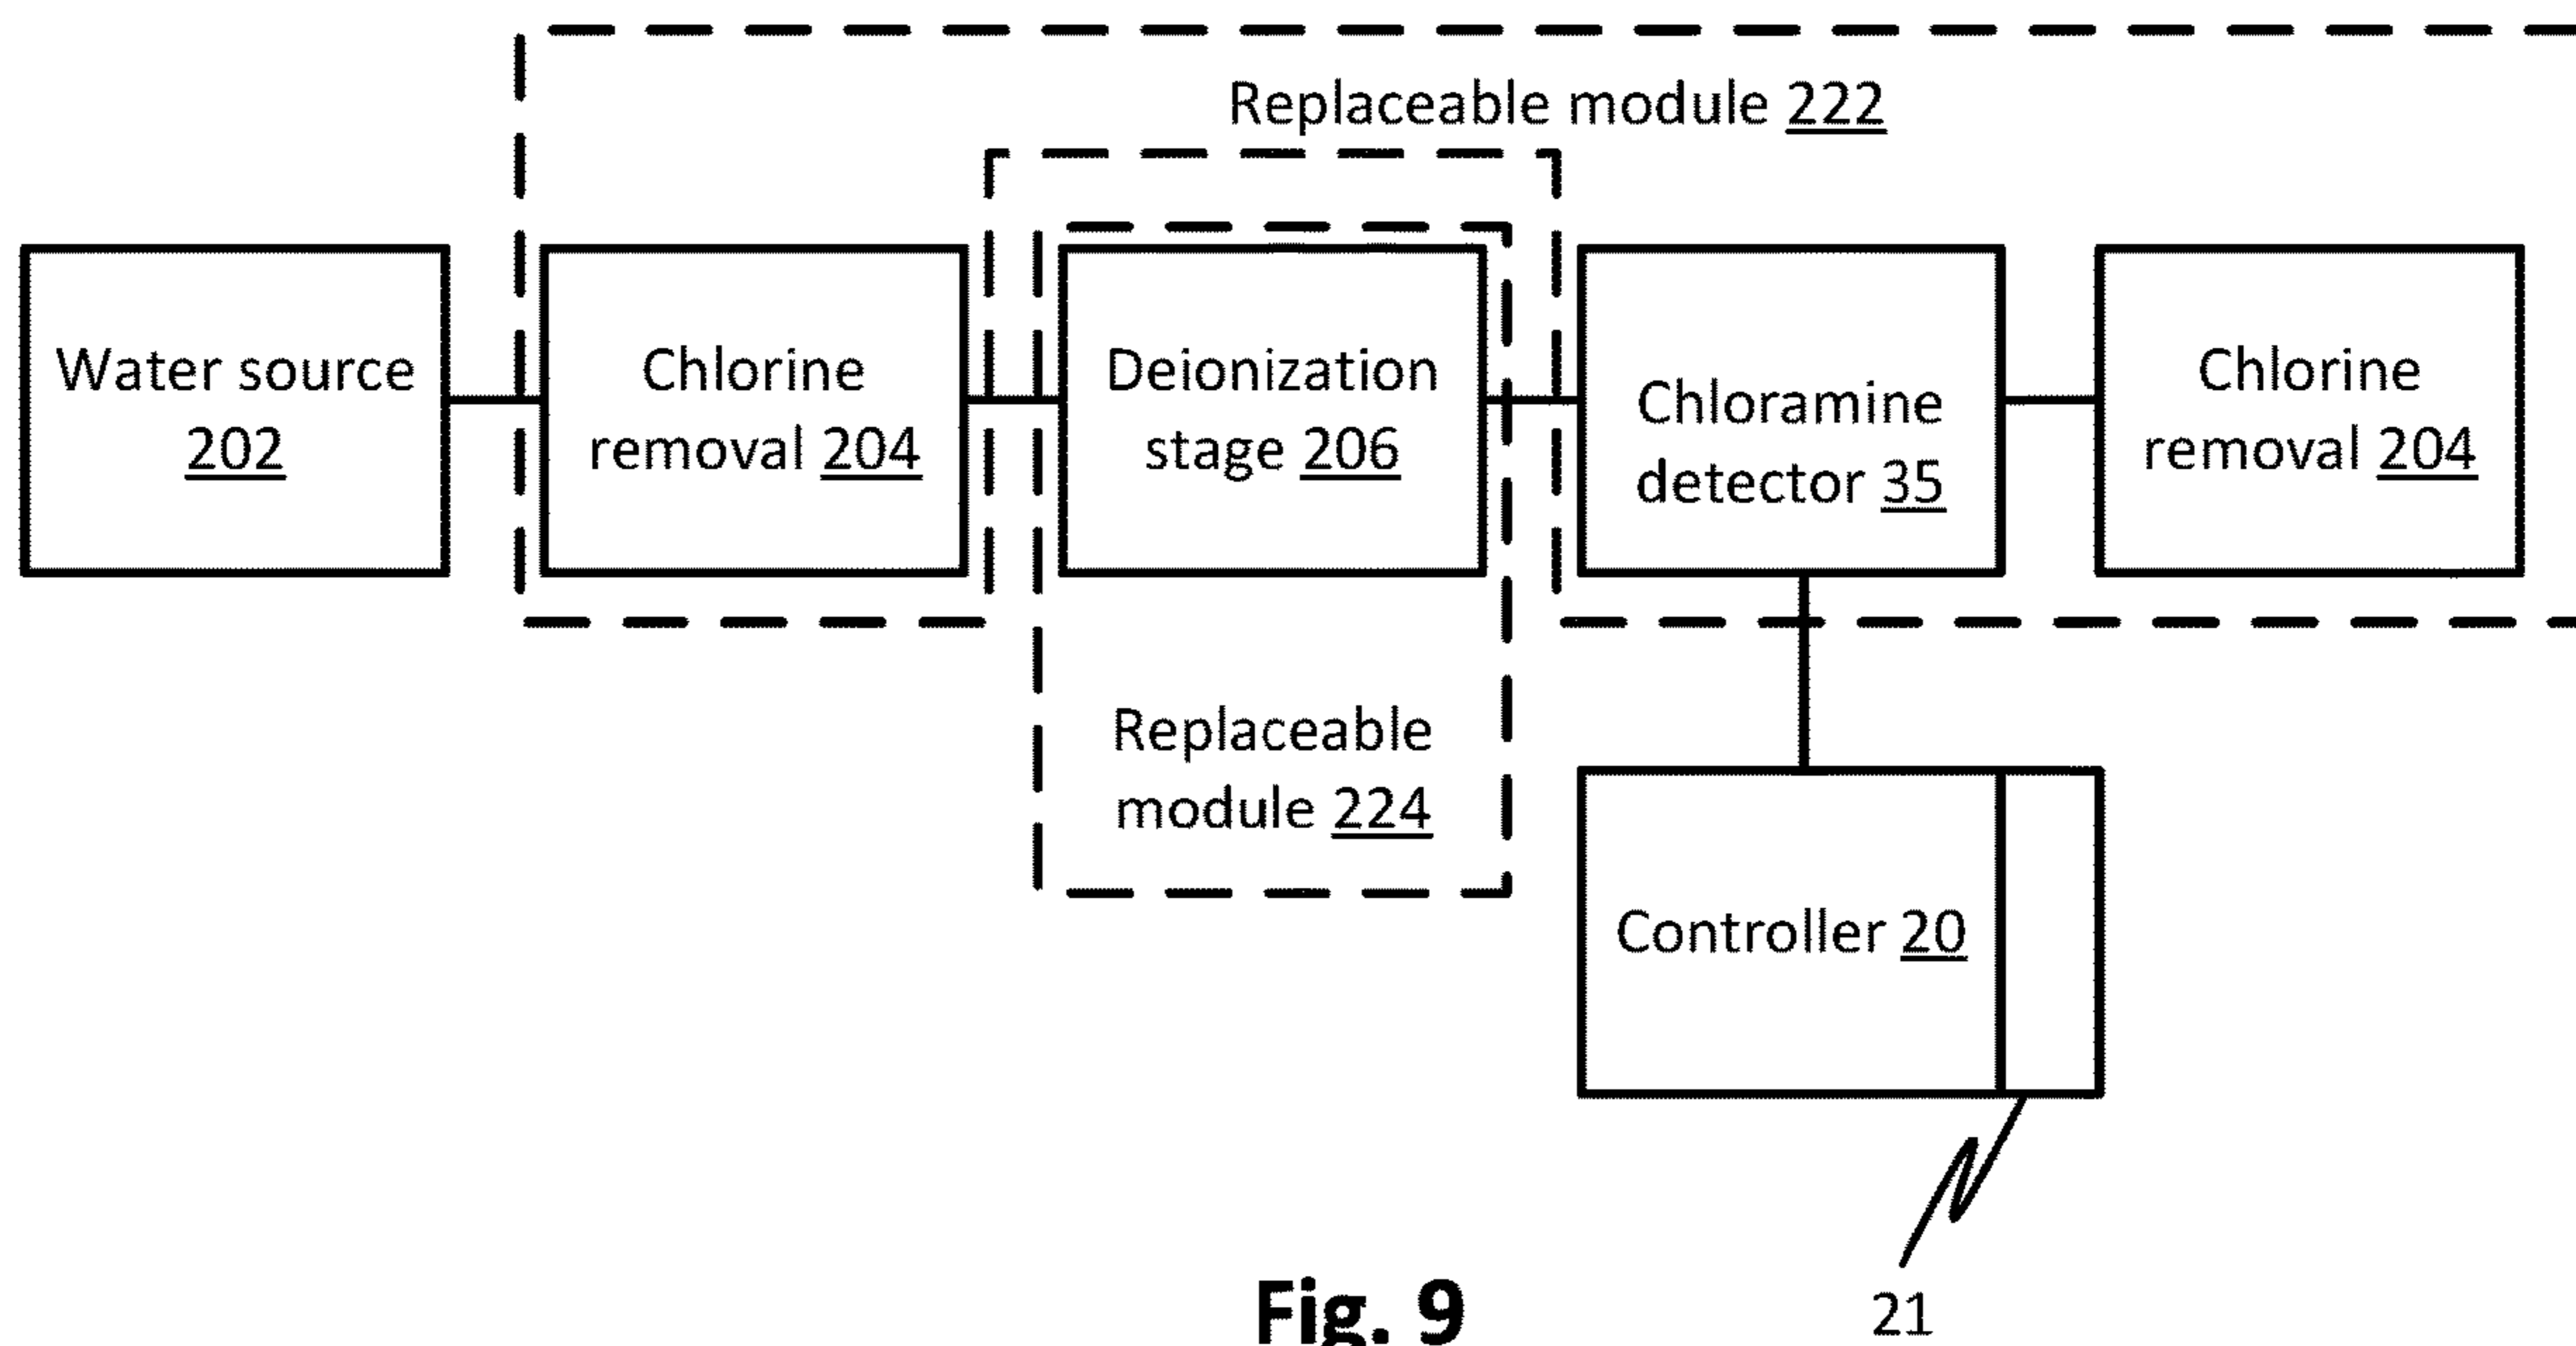 Replaceable module 222
Water source
202
Chlorine
removal 204
Deionization
stage 206
Chloramine
detector 35
Chlorine
removal 204
Replaceable
module 224
Controller 20
21
Fig. 9